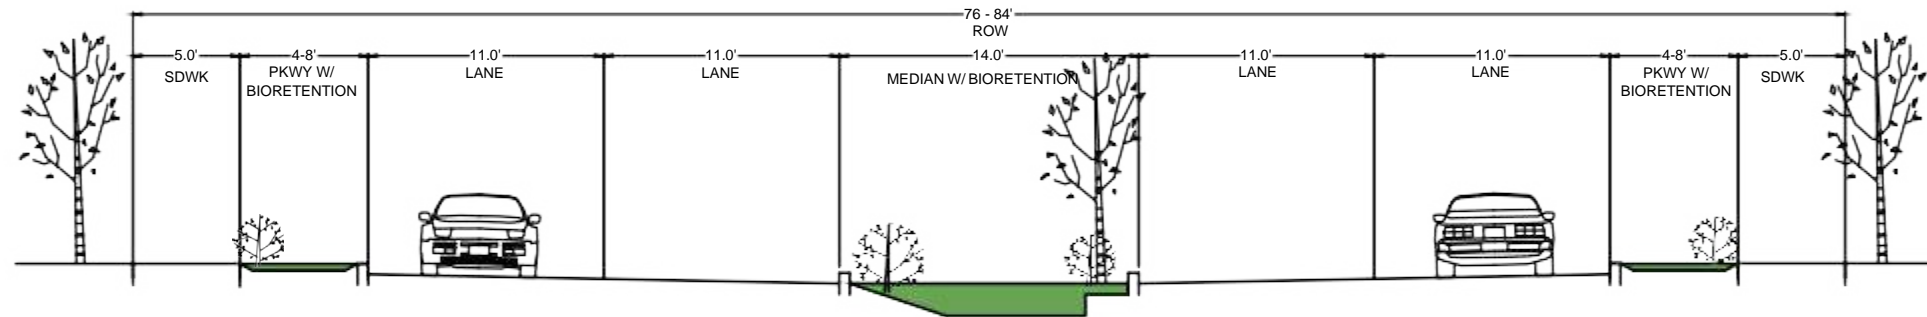 76 - 84'
ROW
5.0' 4-8' 11.0' 11.0' 14.0' 11.0' 11.0' 4-8' 5.0'
SDWK PKWY W/ LANE LANE MEDIAN W/ BIORETENTION LANE LANE PKWY W/ SDWK
BIORETENTION BIORETENTION